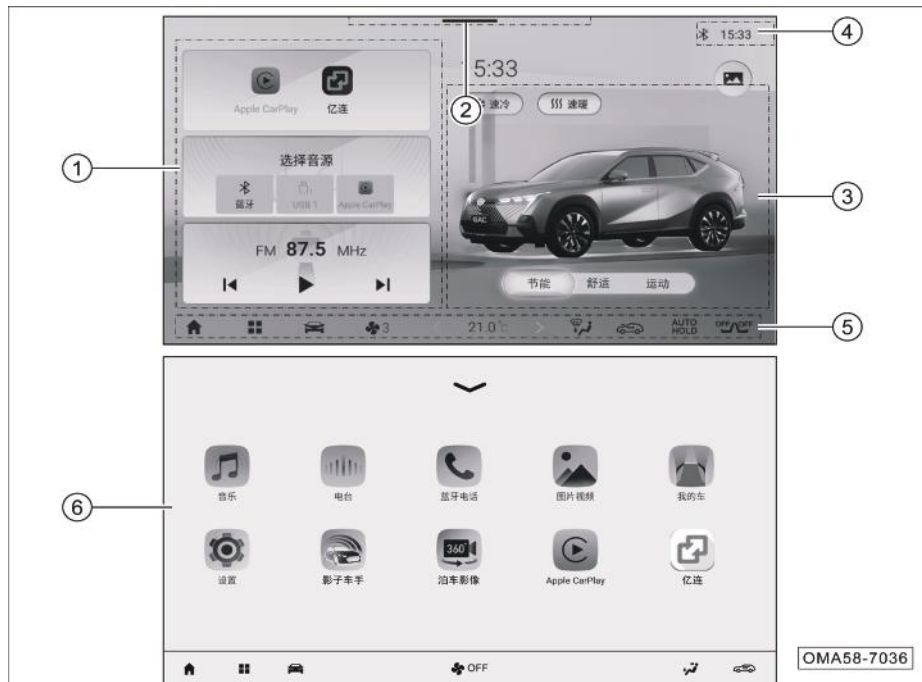 ④
15:33
15:33
②
Apple CarPlay 亿连
速冷 速暖
①
选择音源
蓝牙 USB 1 Apple CarPlay
③
GAC
FM 87.5 MHz
节能 舒适 运动
3 21.0℃ AUTO HOLD OFF OFF
⑤
⑥
音乐 电台 蓝牙电话 图片视频 我的车
360°
设置 影子车手 泊车影像 Apple CarPlay 亿连
OFF
OMA58-7036